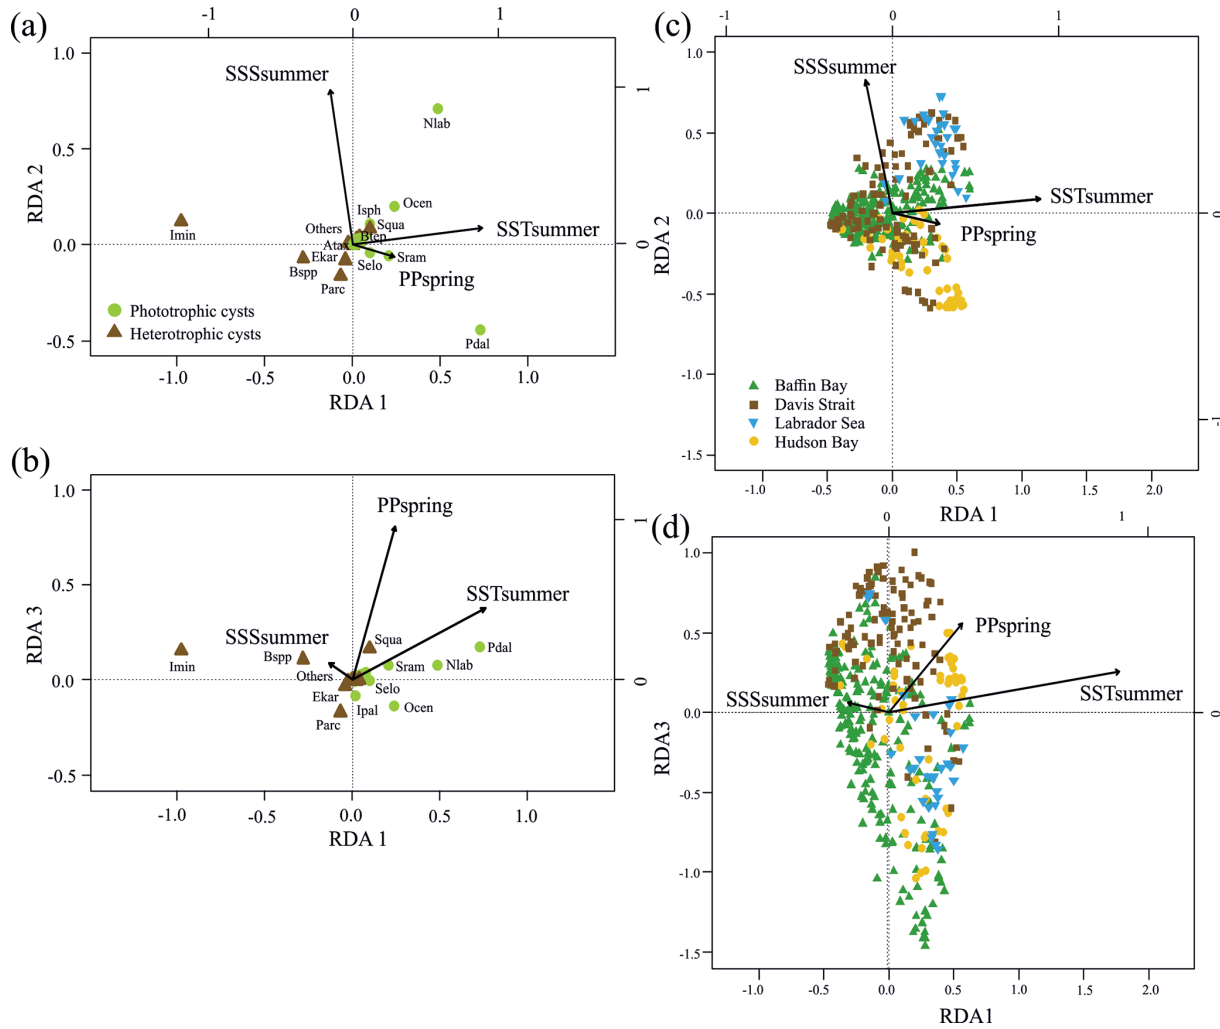 (a)
-1 0 1
1.0
0.5
0.0
-0.5
RDA 2
1
0
SSSsummer
Nlab
Ocen
Isph
Squa
Others
Btep
SSTsummer
Imin
Atax
Ekar
Sram
Bspp
Selo
PPspring
Parc
Phototrophic cysts
Heterotrophic cysts
Pdal
-1.0 -0.5 0.0 0.5 1.0
RDA 1
(b)
1.0
0.5
0.0
-0.5
RDA 3
1
0
PPspring
SSTsummer
SSSsummer
Squa
Pdal
Imin
Bspp
Others
Sram
Nlab
Ekar
Selo
Parc
Ipal
Ocen
-1.0 -0.5 0.0 0.5 1.0
RDA 1
(c)
-1 0 1
1.0
0.5
0.0
-0.5
-1.0
-1.5
RDA 2
0
-1
SSSsummer
SSTsummer
PPspring
Baffin Bay
Davis Strait
Labrador Sea
Hudson Bay
-1.0 -0.5 0.0 0.5 1.0 1.5 2.0
RDA 1
(d)
0 1
1.0
0.5
0.0
-0.5
-1.0
-1.5
RDA3
0
PPspring
SSSsummer
SSTsummer
-1.0 -0.5 0.0 0.5 1.0 1.5 2.0
RDA1